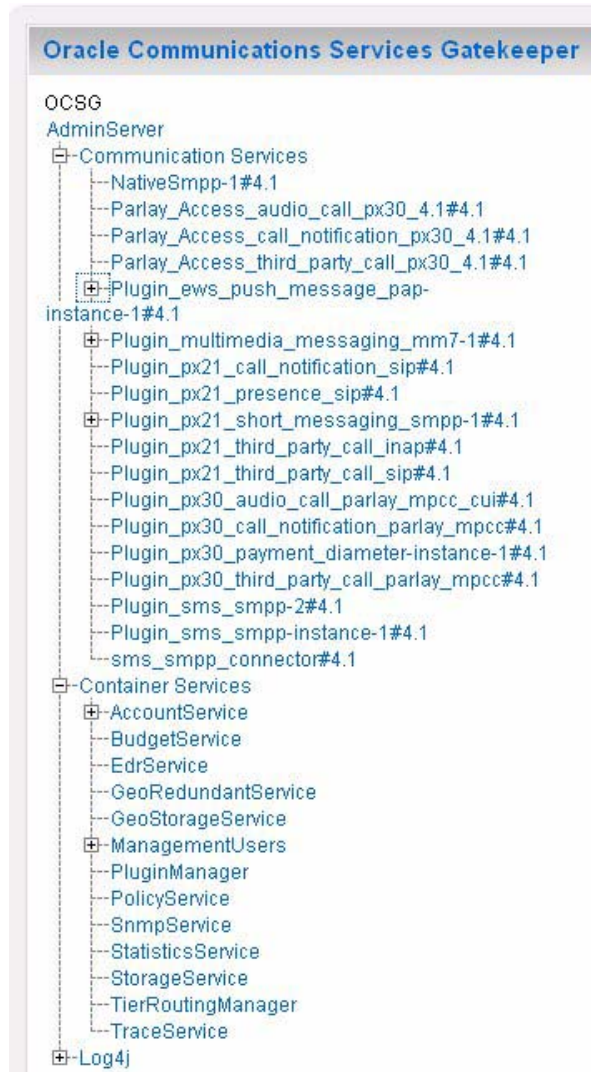 Oracle Communications Services Gatekeeper
OCSG
AdminServer
Communication Services
NativeSmpp-1#4.1
Parlay_Access_audio_call_px30_4.1#4.1
Parlay_Access_call_notification_px30_4.1#4.1
Parlay_Access_third_party_call_px30_4.1#4.1
Plugin_ews_push_message_pap-
instance-1#4.1
Plugin_multimedia_messaging_mm7-1#4.1
Plugin_px21_call_notification_sip#4.1
Plugin_px21_presence_sip#4.1
Plugin_px21_short_messaging_smpp-1#4.1
Plugin_px21_third_party_call_inap#4.1
Plugin_px21_third_party_call_sip#4.1
Plugin_px30_audio_call_parlay_mpcc_cui#4.1
Plugin_px30_call_notification_parlay_mpcc#4.1
Plugin_px30_payment_diameter-instance-1#4.1
Plugin_px30_third_party_call_parlay_mpcc#4.1
Plugin_sms_smpp-2#4.1
Plugin_sms_smpp-instance-1#4.1
sms_smpp_connector#4.1
Container Services
AccountService
BudgetService
EdrService
GeoRedundantService
GeoStorageService
ManagementUsers
PluginManager
PolicyService
SnmpService
StatisticsService
StorageService
TierRoutingManager
TraceService
Log4j